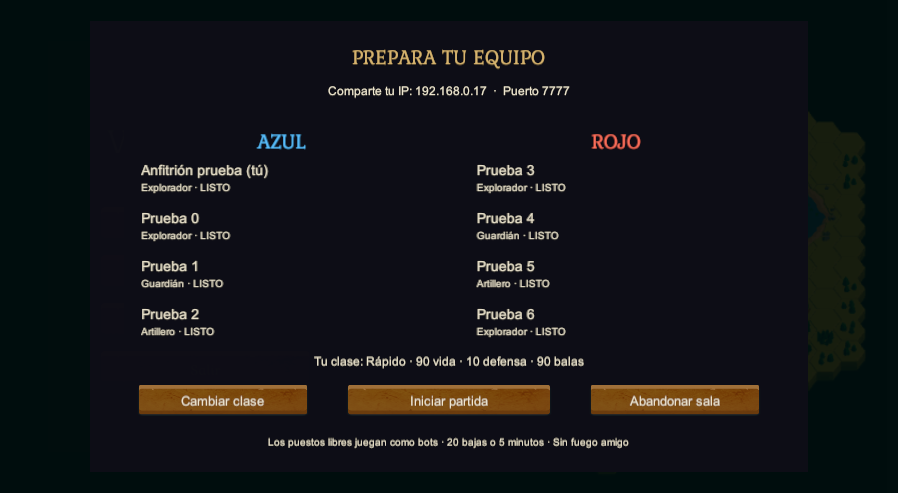 PREPARA TU EQUIPO
Comparte tu IP: 192.168.0.17 · Puerto 7777
AZUL
Anfitrión prueba (tú)
Explorador · LISTO
Prueba 0
Explorador · LISTO
Prueba 1
Guardián · LISTO
Prueba 2
Artillero · LISTO
ROJO
Prueba 3
Explorador · LISTO
Prueba 4
Guardián · LISTO
Prueba 5
Artillero · LISTO
Prueba 6
Explorador · LISTO
Tu clase: Rápido · 90 vida · 10 defensa · 90 balas
Cambiar clase
Iniciar partida
Abandonar sala
Los puestos libres juegan como bots · 20 bajas o 5 minutos · Sin fuego amigo